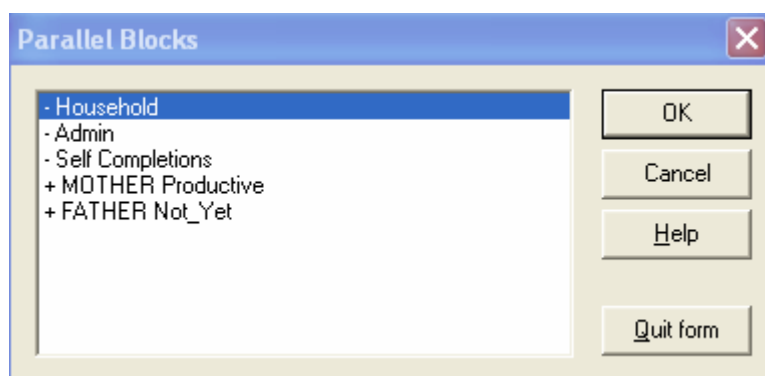 Parallel Blocks
- Household
- Admin
- Self Completions
+ MOTHER Productive
+ FATHER Not_Yet
OK
Cancel
Help
Quit form